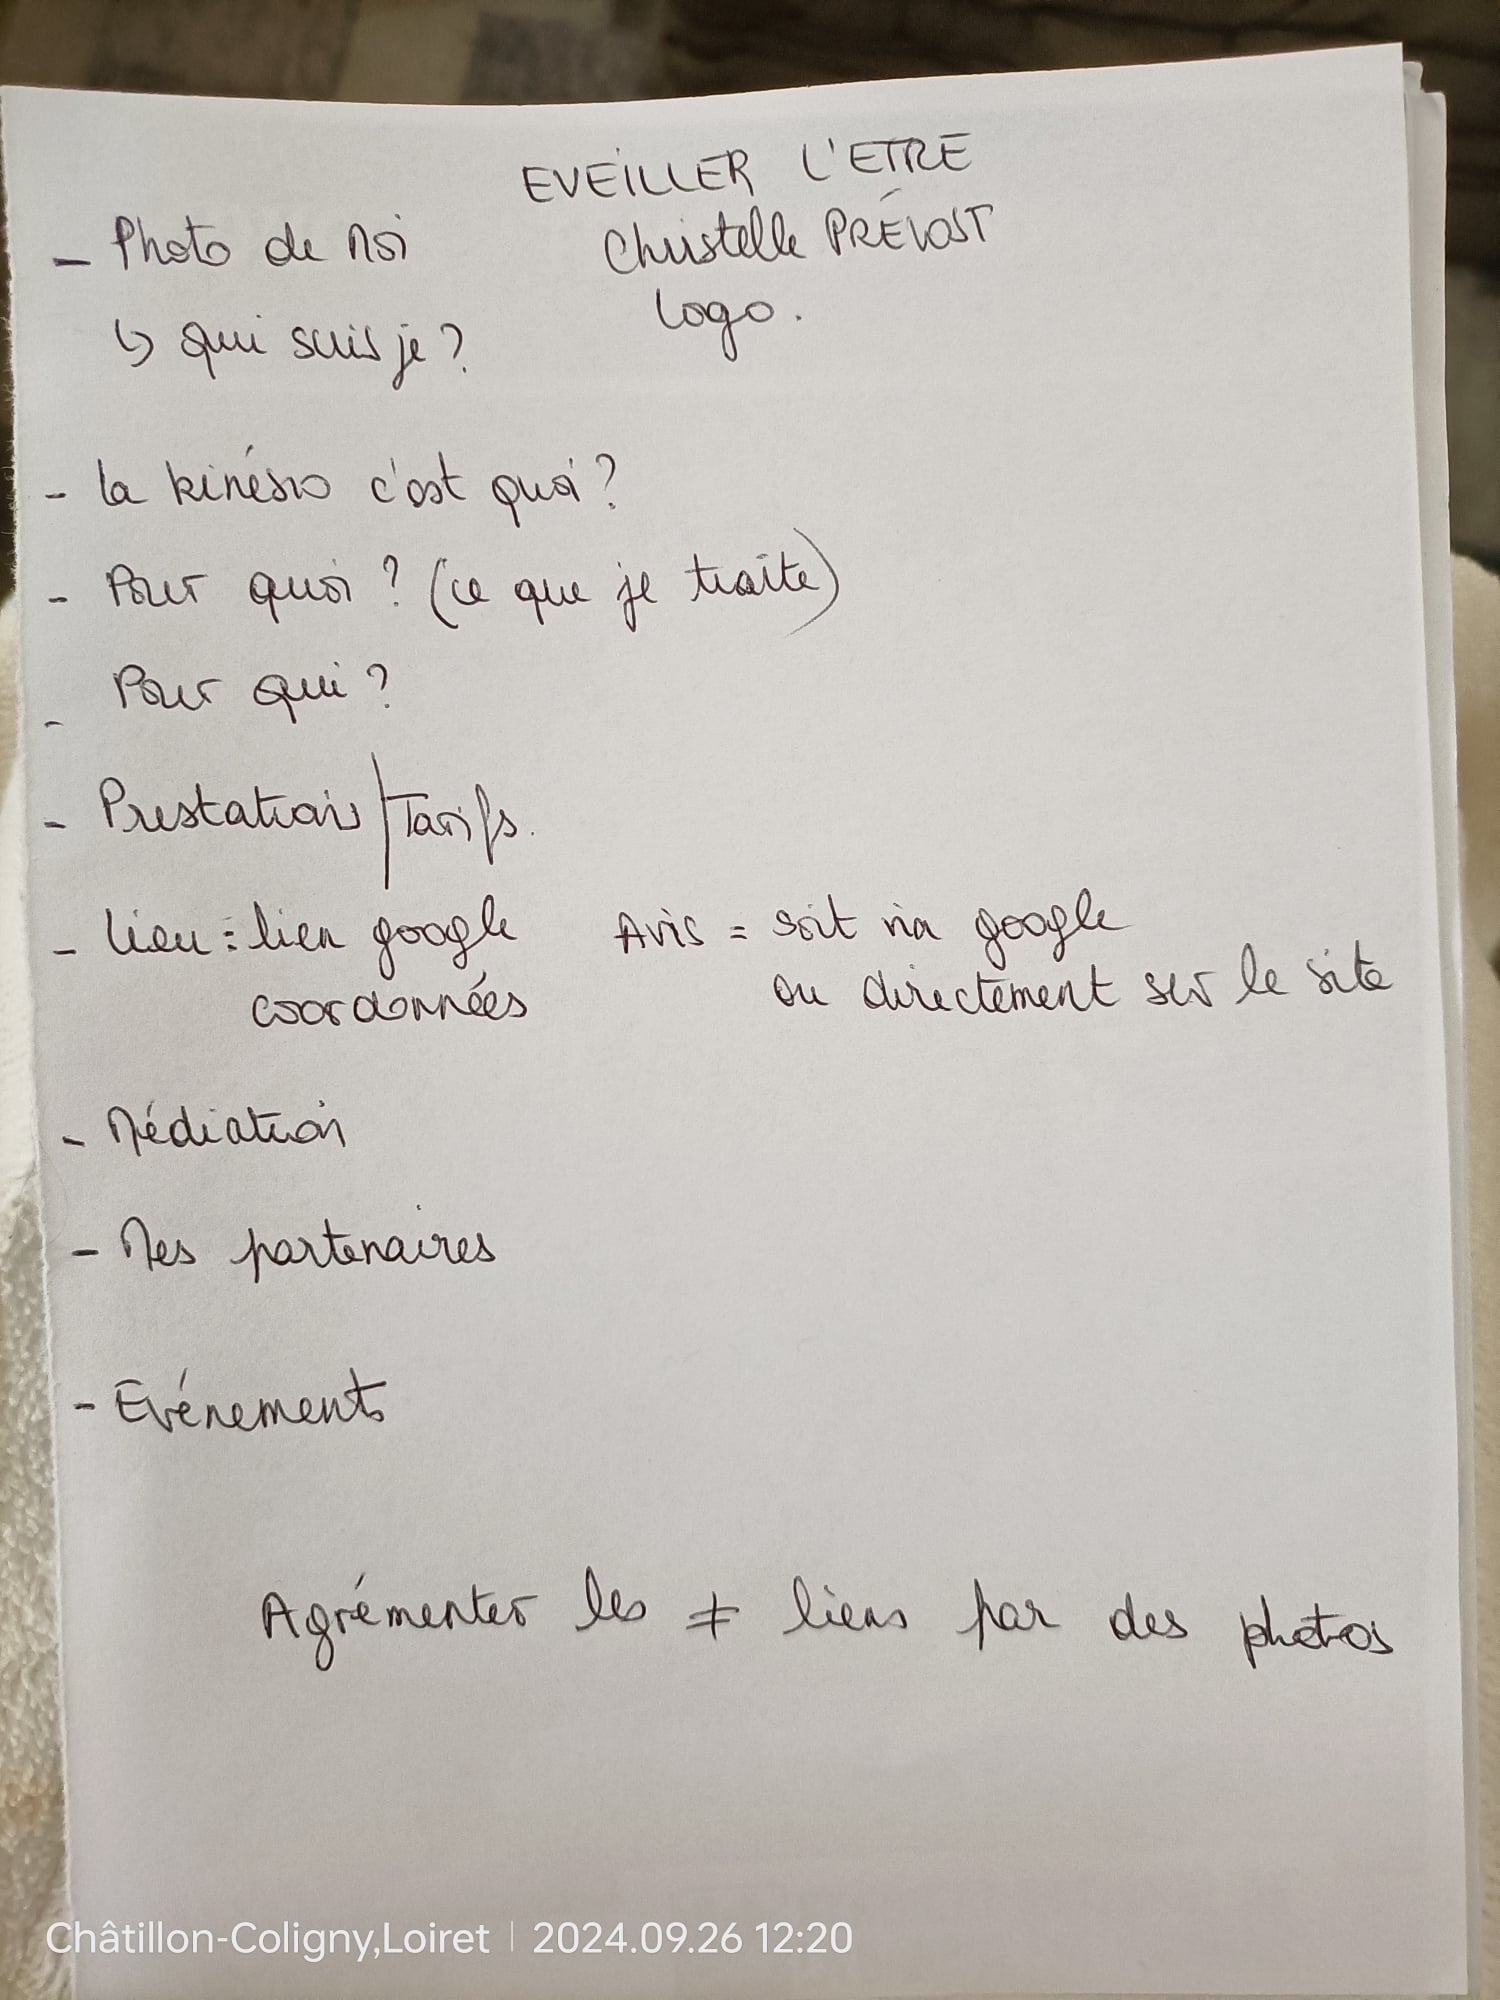 EVEILLER L'ETRE
Christelle PRÉVOST
Logo.
- Photo de Moi
↳ qui suis je ?
- La kinésio c'est quoi ?
- Pour quoi ? (ce que je traite)
- Pour qui ?
- Prestations / Tarifs.
- Lieu = lien google
coordonnées
Avis = soit via google
ou directement sur le site
- Médiation
- Mes partenaires
- Evénements
Agrémenter les ≠ liens par des photos
Châtillon-Coligny,Loiret | 2024.09.26 12:20